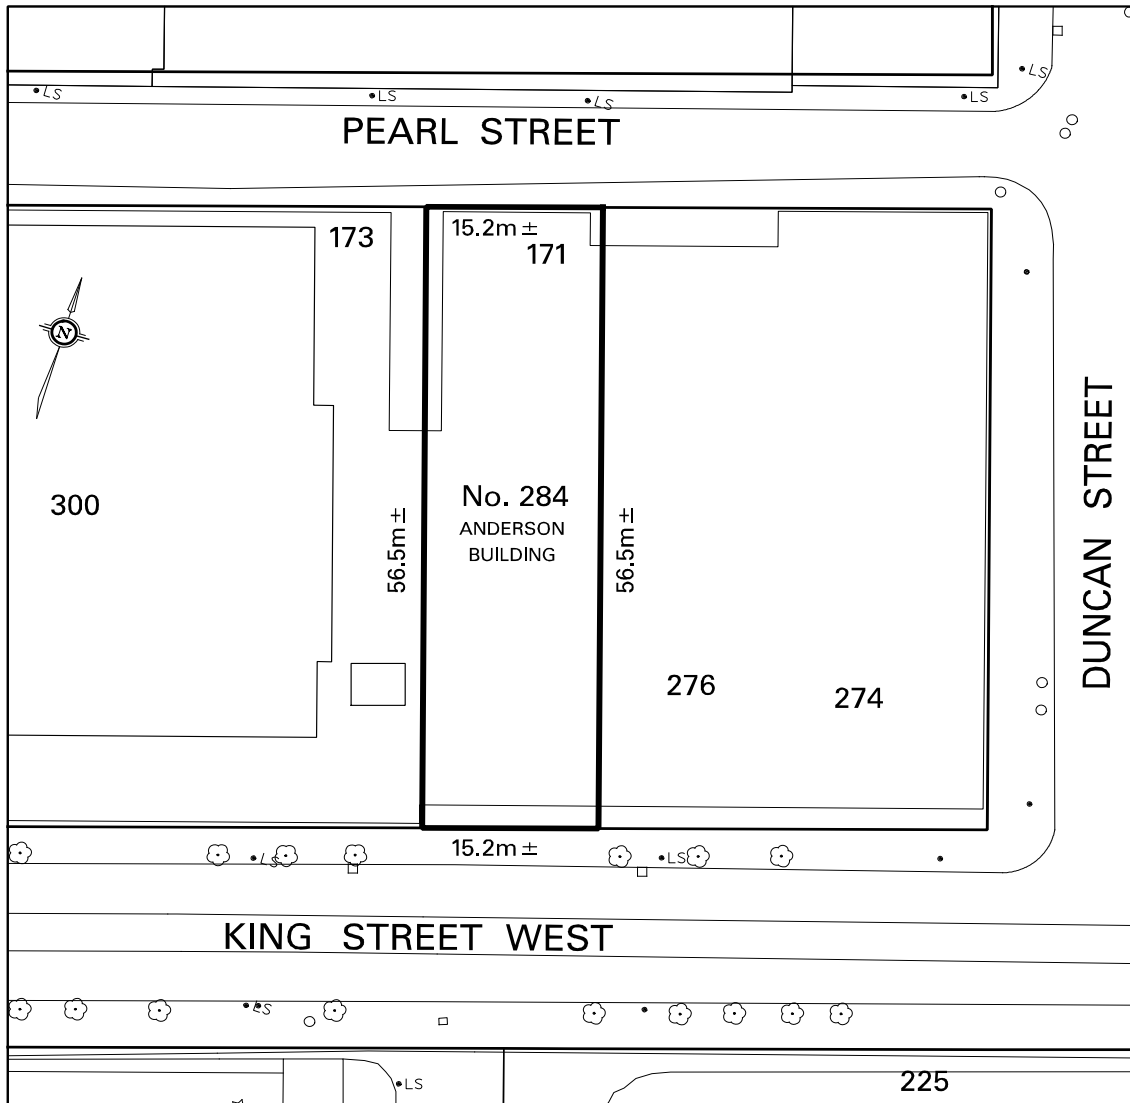 LS
LS
LS
LS
LS
PEARL STREET
173
15.2m ±
171
N
300
No. 284
ANDERSON
BUILDING
56.5m ±
56.5m ±
DUNCAN STREET
276
274
15.2m ±
LS
LS
KING STREET WEST
LS
LS
225